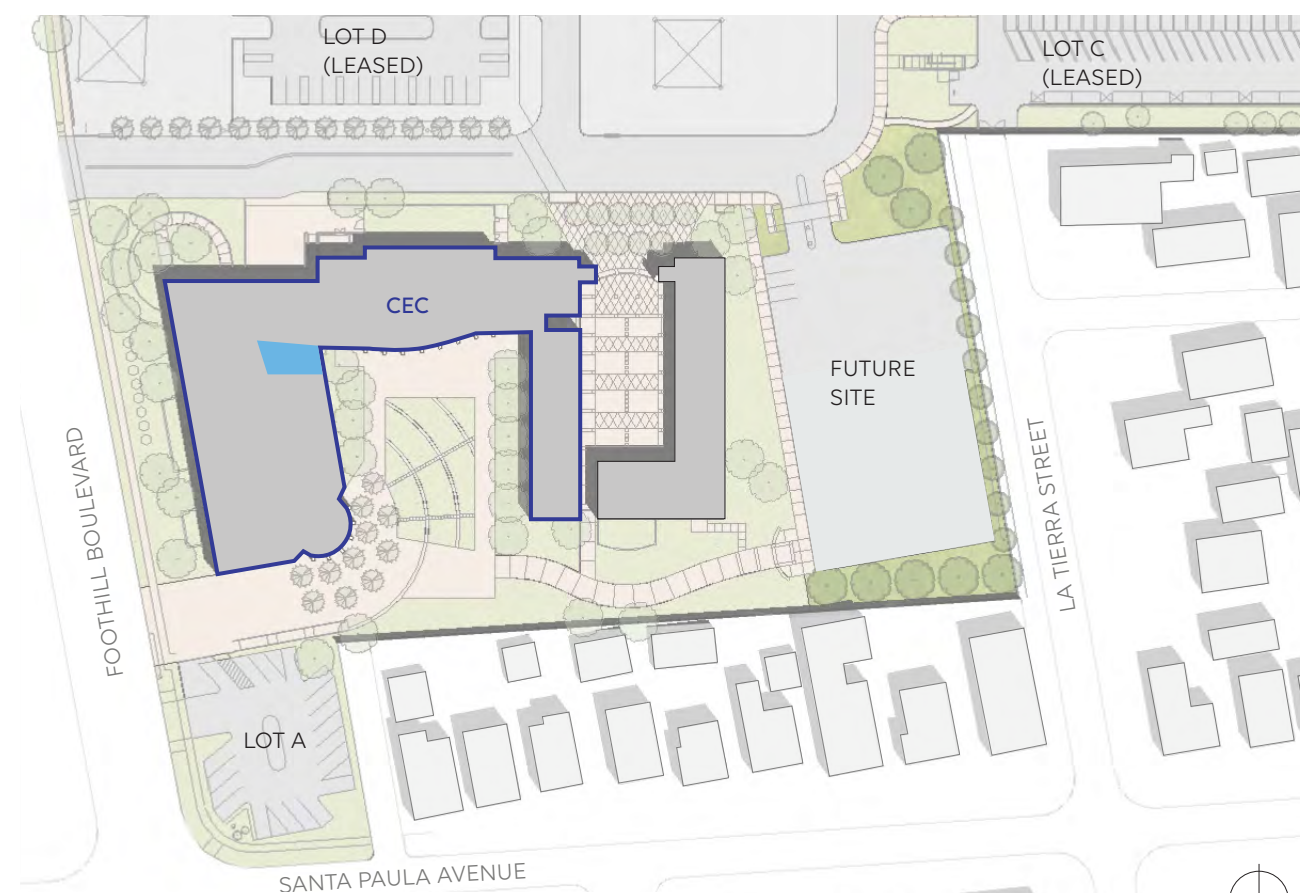 LOT D
(LEASED)
LOT C
(LEASED)
CEC
FUTURE
SITE
FOOTHILL BOULEVARD
LA TIERRA STREET
LOT A
SANTA PAULA AVENUE